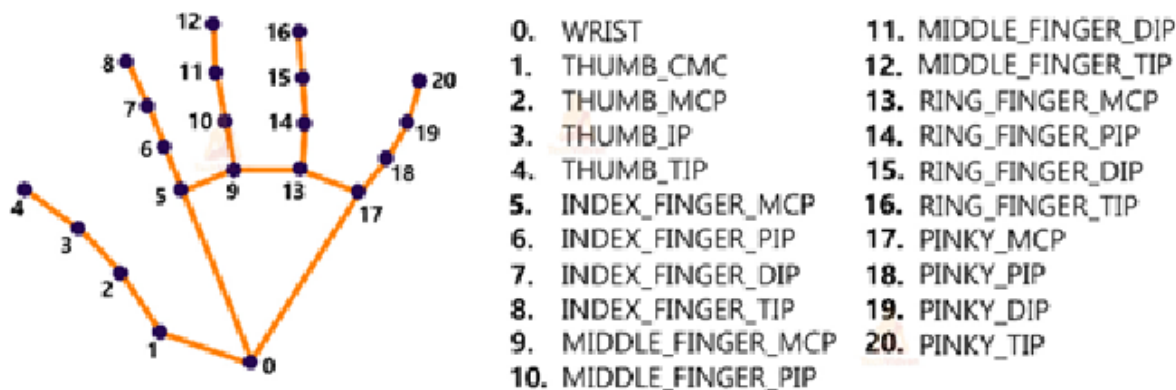 12
16
8
11
15
20
7
10
14
19
6
18
5
9
13
17
4
3
2
1
0
0. WRIST
1. THUMB_CMC
2. THUMB_MCP
3. THUMB_IP
4. THUMB_TIP
5. INDEX_FINGER_MCP
6. INDEX_FINGER_PIP
7. INDEX_FINGER_DIP
8. INDEX_FINGER_TIP
9. MIDDLE_FINGER_MCP
10. MIDDLE_FINGER_PIP
11. MIDDLE_FINGER_DIP
12. MIDDLE_FINGER_TIP
13. RING_FINGER_MCP
14. RING_FINGER_PIP
15. RING_FINGER_DIP
16. RING_FINGER_TIP
17. PINKY_MCP
18. PINKY_PIP
19. PINKY_DIP
20. PINKY_TIP